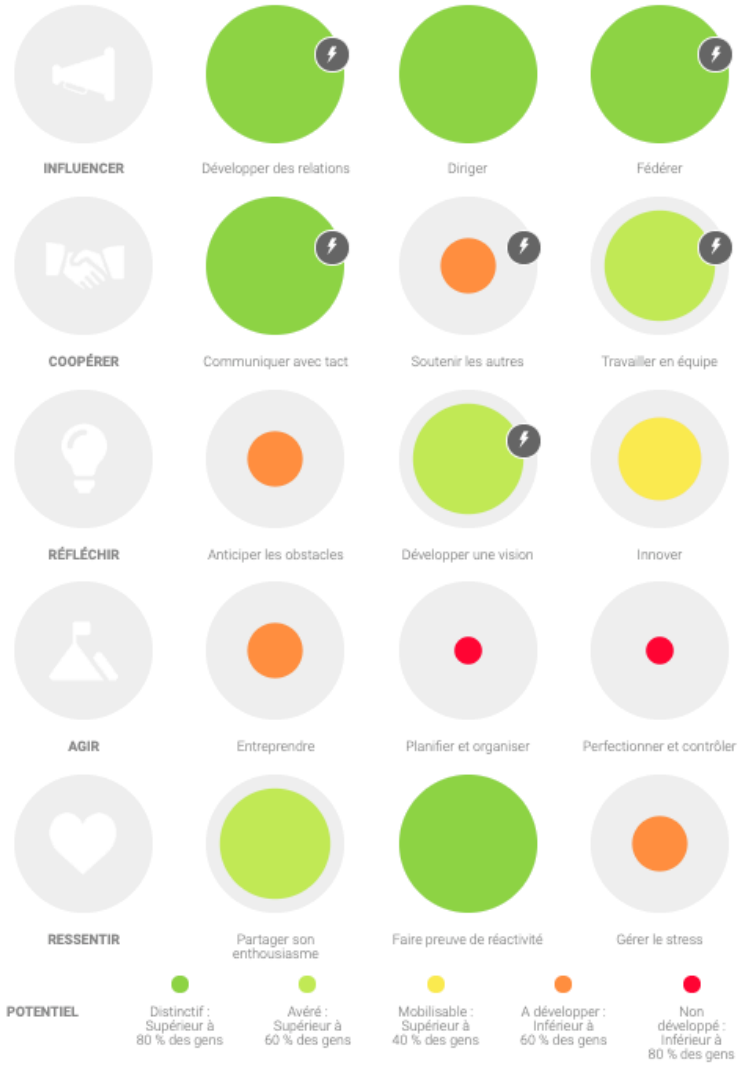 INFLUENCER
Développer des relations
Diriger
Fédérer
COOPÉRER
Communiquer avec tact
Soutenir les autres
Travailler en équipe
RÉFLÉCHIR
Anticiper les obstacles
Développer une vision
Innover
AGIR
Entreprendre
Planifier et organiser
Perfectionner et contrôler
RESSENTIR
Partager son
enthousiasme
Faire preuve de réactivité
Gérer le stress
POTENTIEL
Distinctif :
Supérieur à
80 % des gens
Avéré :
Supérieur à
60 % des gens
Mobilisable :
Supérieur à
40 % des gens
A développer :
Inférieur à
60 % des gens
Non
développé :
Inférieur à
80 % des gens